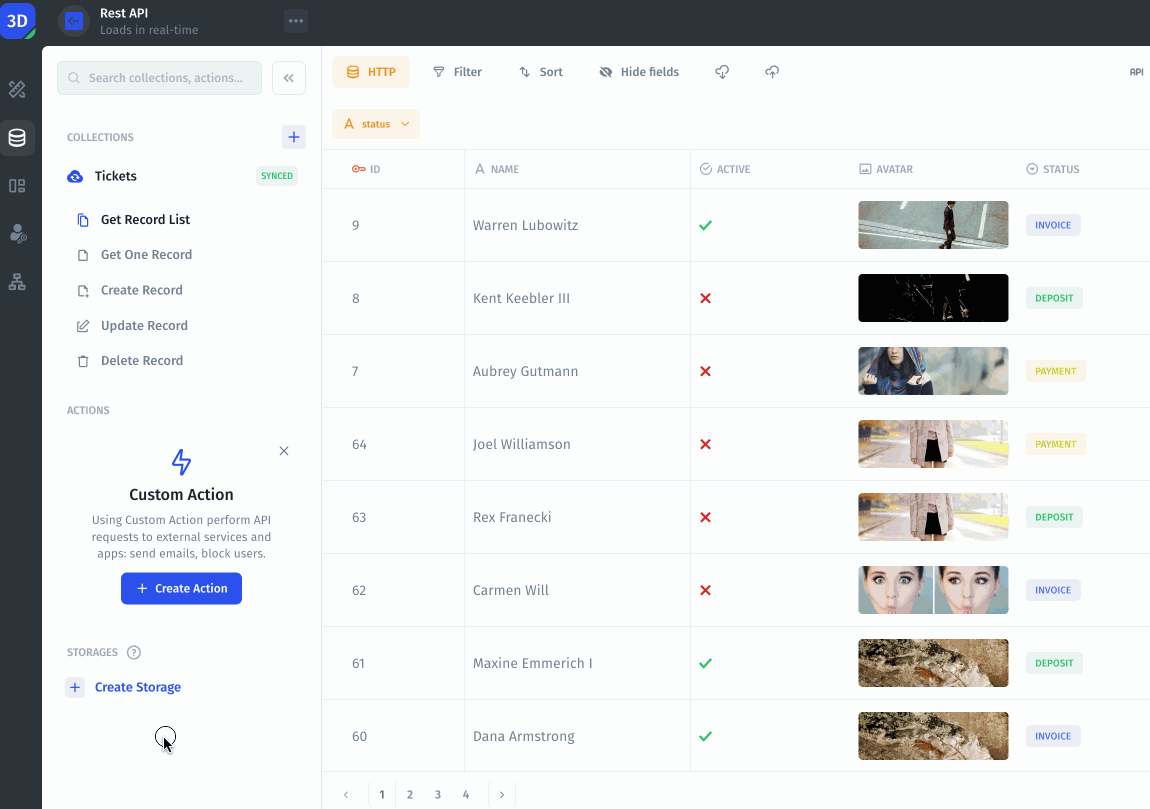 3D
Rest API
Loads in real-time
Search collections, actions...
COLLECTIONS
Tickets
SYNCED
Get Record List
Get One Record
Create Record
Update Record
Delete Record
ACTIONS
Custom Action
Using Custom Action perform API
requests to external services and
apps: send emails, block users.
Create Action
STORAGES
Create Storage
HTTP Filter Sort Hide fields API
A status
ID NAME ACTIVE AVATAR STATUS
9 Warren Lubowitz INVOICE
8 Kent Keebler III DEPOSIT
7 Aubrey Gutmann PAYMENT
64 Joel Williamson PAYMENT
63 Rex Franecki DEPOSIT
62 Carmen Will INVOICE
61 Maxine Emmerich I DEPOSIT
60 Dana Armstrong INVOICE
1 2 3 4